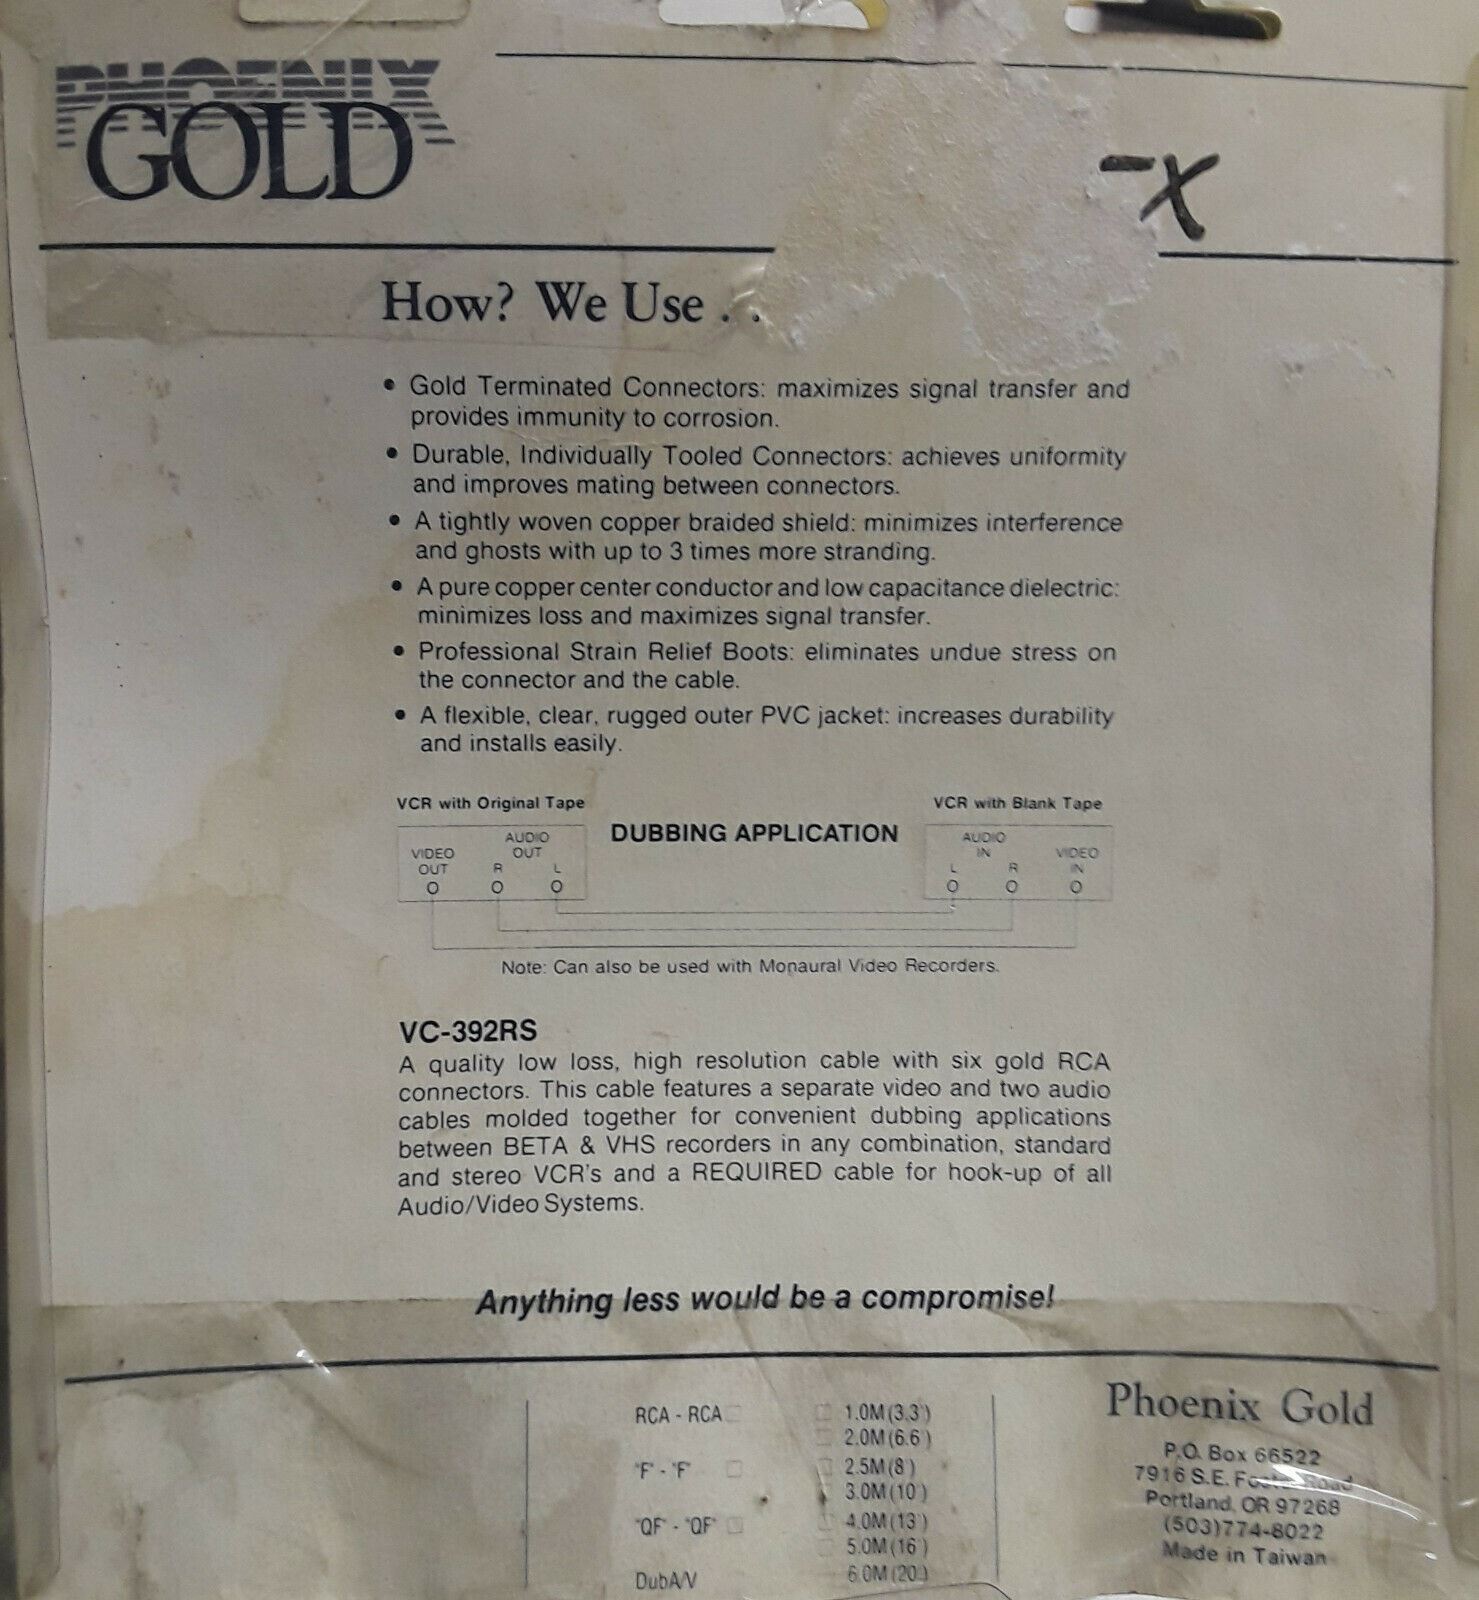 PHOENIX
GOLD
-X
How? We Use . .
• Gold Terminated Connectors: maximizes signal transfer and
provides immunity to corrosion.
• Durable, Individually Tooled Connectors: achieves uniformity
and improves mating between connectors.
• A tightly woven copper braided shield: minimizes interference
and ghosts with up to 3 times more stranding.
• A pure copper center conductor and low capacitance dielectric:
minimizes loss and maximizes signal transfer.
• Professional Strain Relief Boots: eliminates undue stress on
the connector and the cable.
• A flexible, clear, rugged outer PVC jacket: increases durability
and installs easily.
VCR with Original Tape
VIDEO OUT
AUDIO OUT
R L
DUBBING APPLICATION
VCR with Blank Tape
AUDIO IN
L R
VIDEO IN
Note: Can also be used with Monaural Video Recorders.
VC-392RS
A quality low loss, high resolution cable with six gold RCA
connectors. This cable features a separate video and two audio
cables molded together for convenient dubbing applications
between BETA & VHS recorders in any combination, standard
and stereo VCR's and a REQUIRED cable for hook-up of all
Audio/Video Systems.
Anything less would be a compromise!
RCA - RCA
"F" - "F"
"QF" - "QF"
DubA/V
1.0M (3.3')
2.0M (6.6')
2.5M (8')
3.0M (10')
4.0M (13')
5.0M (16')
6.0M (20')
Phoenix Gold
P.O. Box 66522
7916 S.E. Foster Road
Portland, OR 97268
(503)774-8022
Made in Taiwan